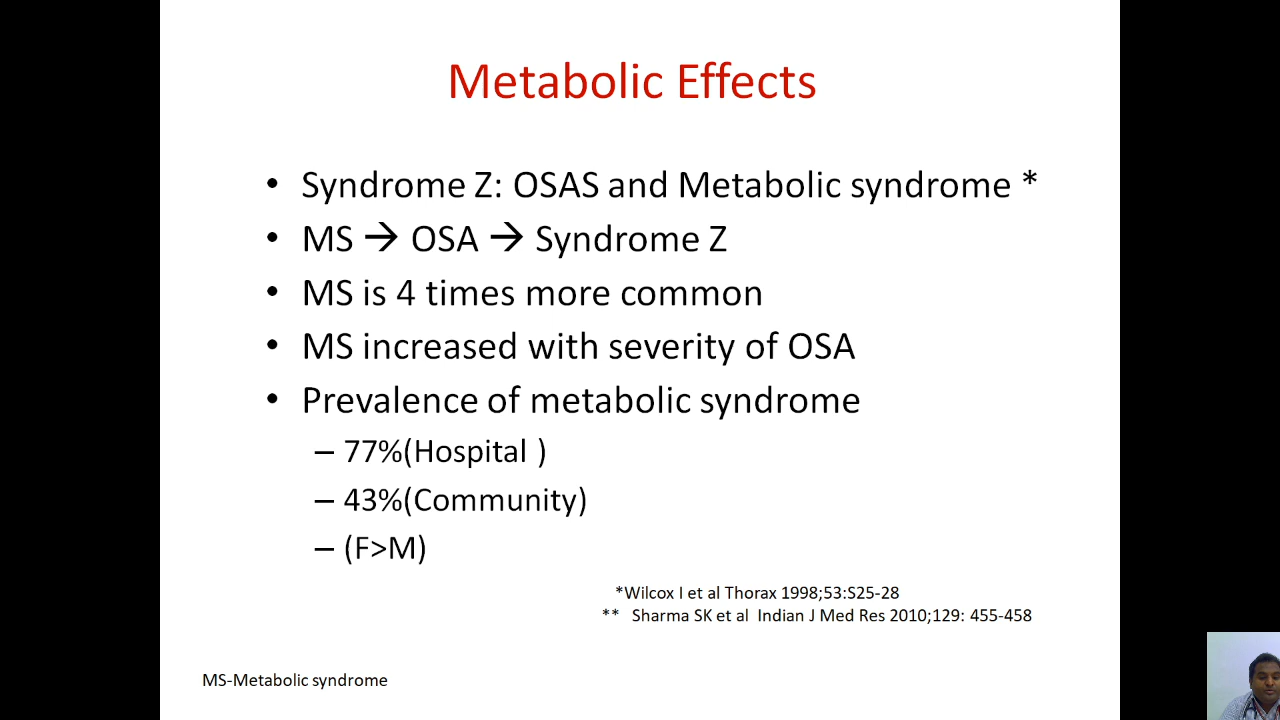 Metabolic Effects
• Syndrome Z: OSAS and Metabolic syndrome *
• MS → OSA → Syndrome Z
• MS is 4 times more common
• MS increased with severity of OSA
• Prevalence of metabolic syndrome
– 77%(Hospital )
– 43%(Community)
– (F>M)
*Wilcox I et al Thorax 1998;53:S25-28
** Sharma SK et al Indian J Med Res 2010;129: 455-458
MS-Metabolic syndrome